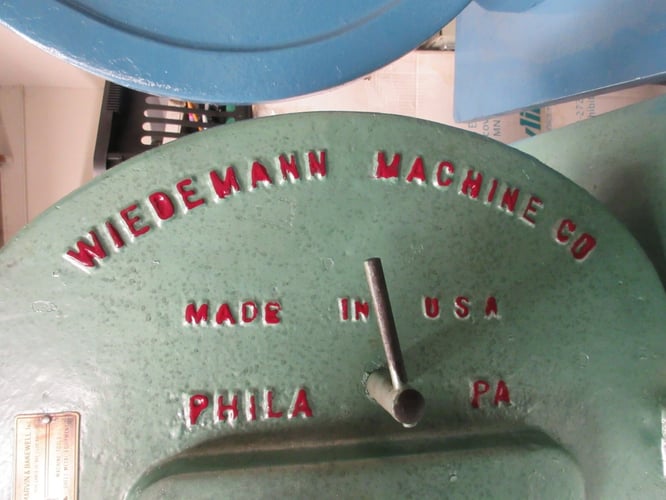 WIEDEMANN MACHINE CO
MADE IN USA
PHILA PA